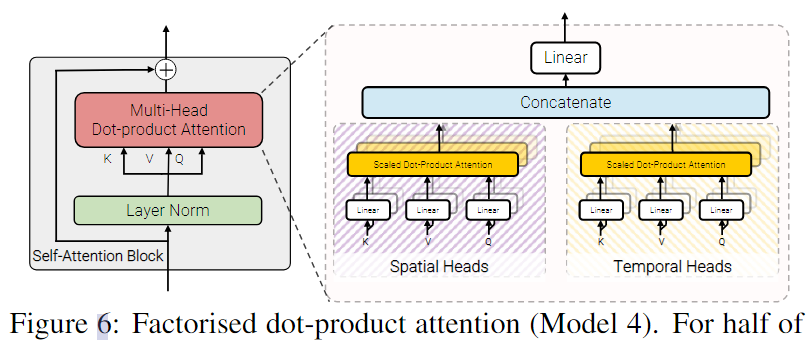 Multi-Head
Dot-product Attention
K V Q
Layer Norm
Self-Attention Block
Linear
Concatenate
Scaled Dot-Product Attention
Linear Linear Linear
K V Q
Spatial Heads
Scaled Dot-Product Attention
Linear Linear Linear
K V Q
Temporal Heads
Figure 6: Factorised dot-product attention (Model 4). For half of